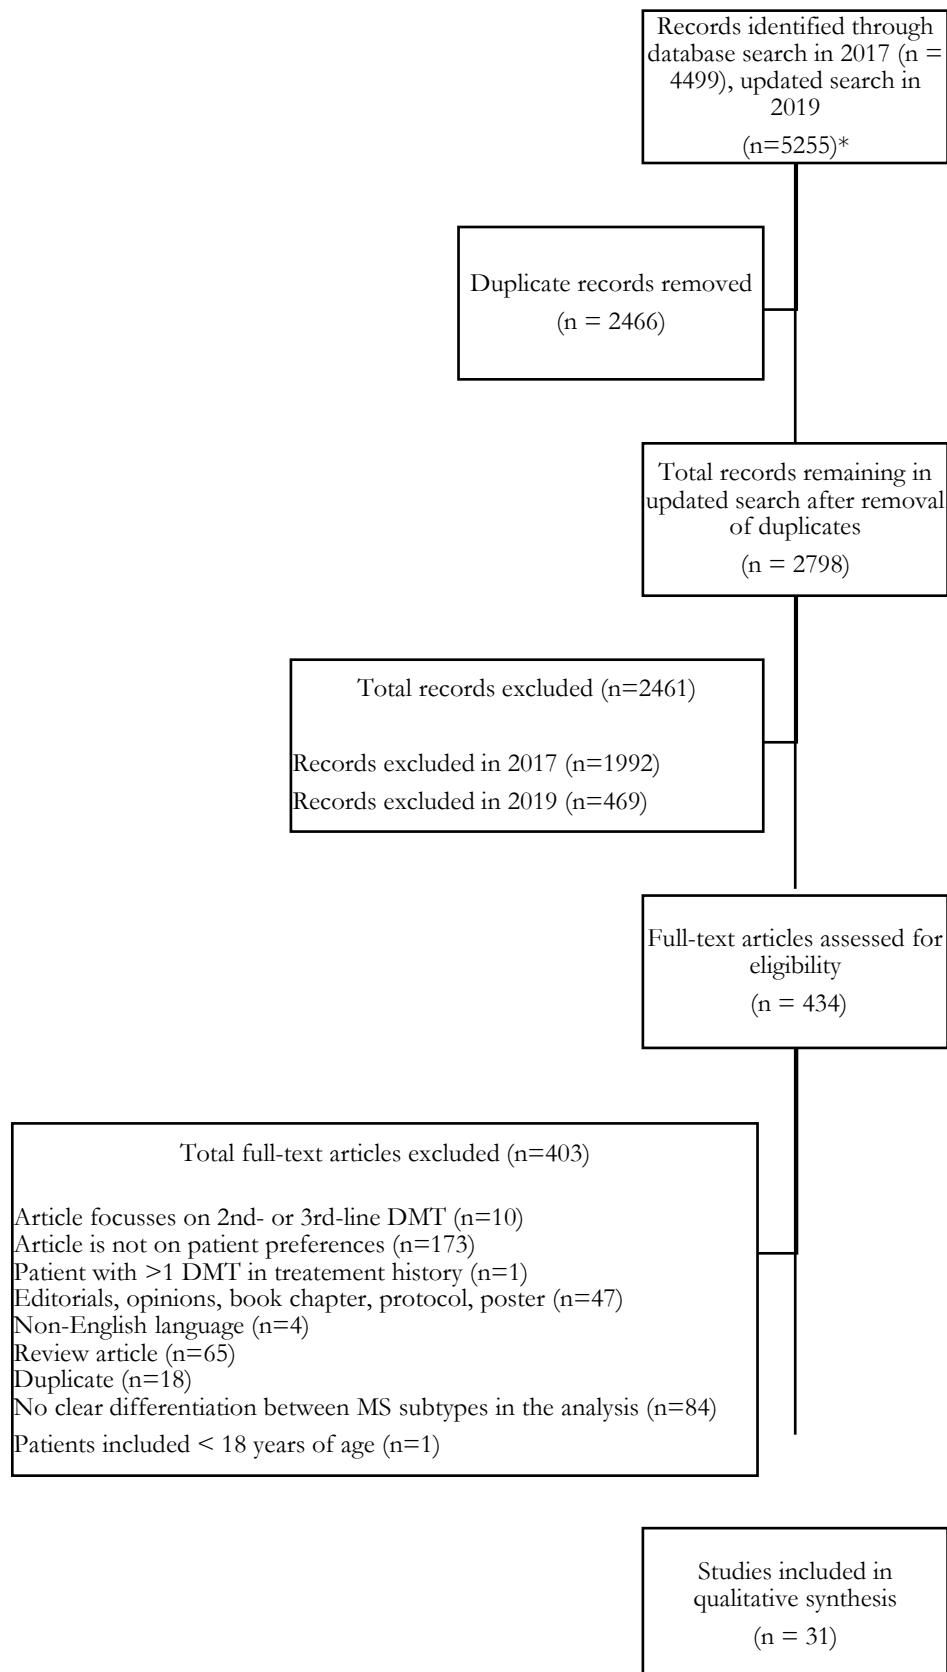 Records identified through
database search in 2017 (n =
4499), updated search in
2019
(n=5255)*
Duplicate records removed
(n = 2466)
Total records remaining in
updated search after removal
of duplicates
(n = 2798)
Total records excluded (n=2461)
Records excluded in 2017 (n=1992)
Records excluded in 2019 (n=469)
Full-text articles assessed for
eligibility
(n = 434)
Total full-text articles excluded (n=403)
Article focusses on 2nd- or 3rd-line DMT (n=10)
Article is not on patient preferences (n=173)
Patient with >1 DMT in treatement history (n=1)
Editorials, opinions, book chapter, protocol, poster (n=47)
Non-English language (n=4)
Review article (n=65)
Duplicate (n=18)
No clear differentiation between MS subtypes in the analysis (n=84)
Patients included < 18 years of age (n=1)
Studies included in
qualitative synthesis
(n = 31)